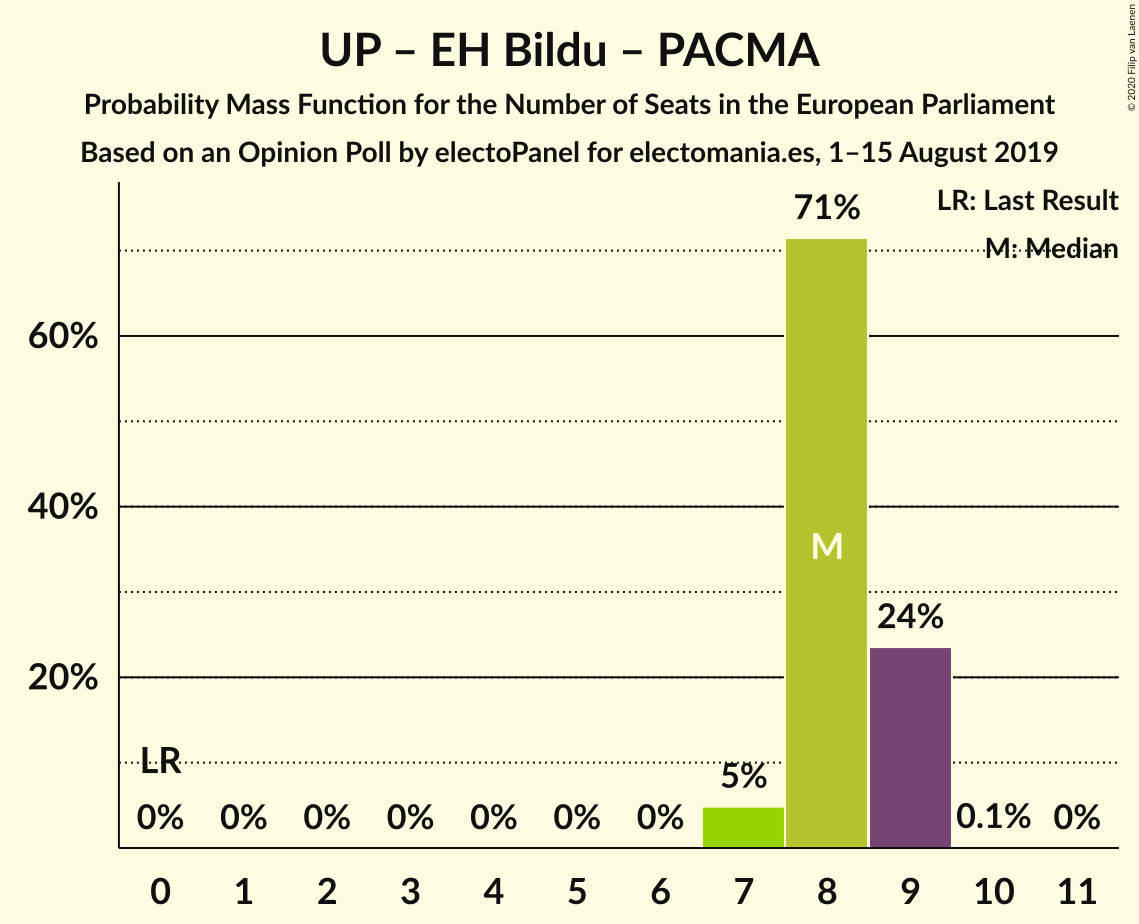 UP – EH Bildu – PACMA
Probability Mass Function for the Number of Seats in the European Parliament
Based on an Opinion Poll by electoPanel for electomania.es, 1–15 August 2019
© 2020 Filip van Laenen
LR: Last Result
M: Median
71%
60%
40%
M
24%
20%
LR
5%
0% 0% 0% 0% 0% 0% 0% 0.1% 0%
0 1 2 3 4 5 6 7 8 9 10 11